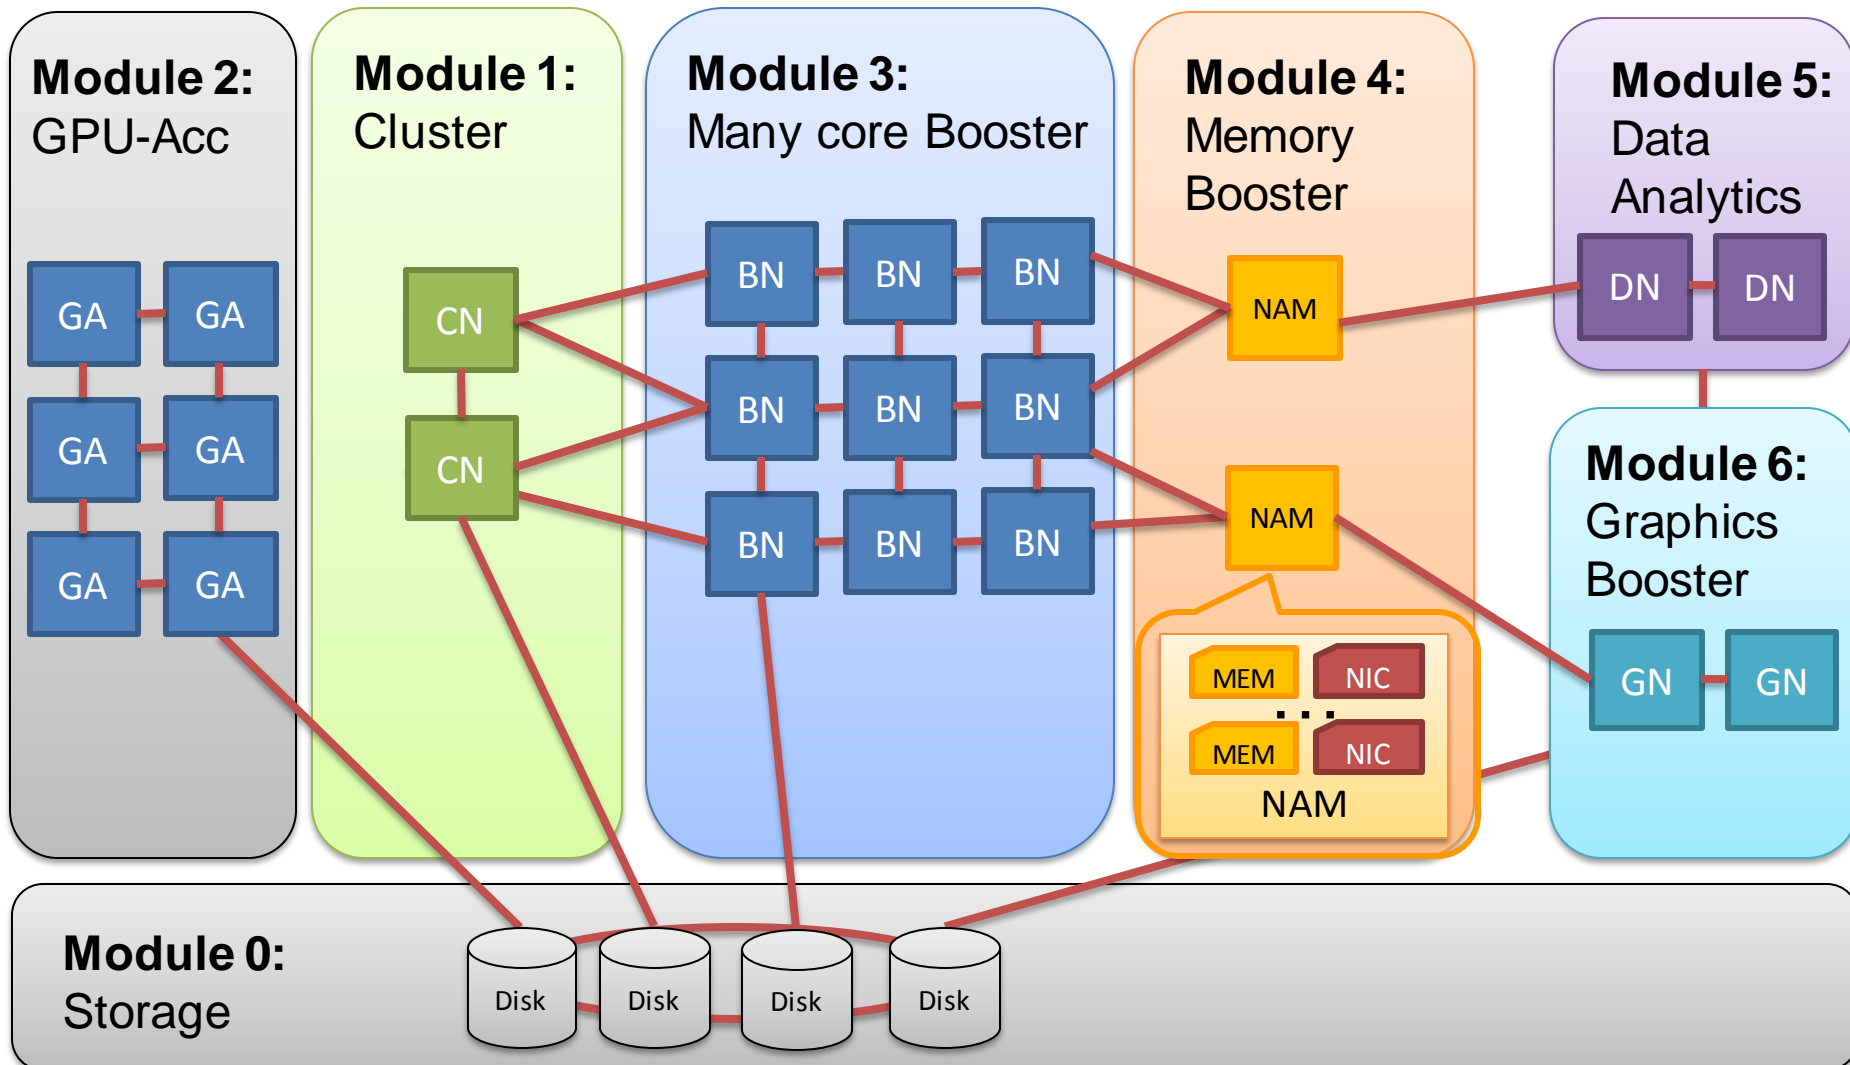 Module 2:
GPU-Acc
GA GA
GA GA
GA GA
Module 1:
Cluster
CN
CN
Module 3:
Many core Booster
BN BN BN
BN BN BN
BN BN BN
Module 4:
Memory
Booster
NAM
NAM
MEM NIC
...
MEM NIC
NAM
Module 5:
Data
Analytics
DN DN
Module 6:
Graphics
Booster
GN GN
Module 0:
Storage
Disk Disk Disk Disk